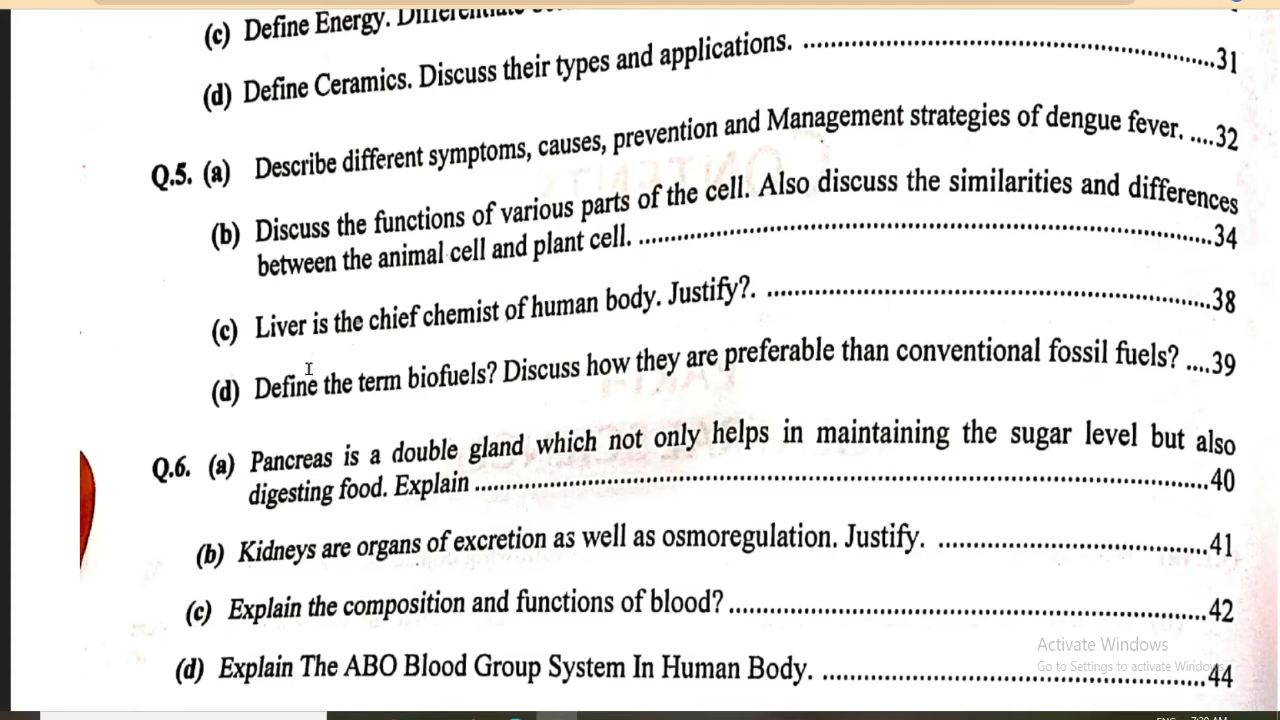 (c) Define Energy. Differentiate
(d) Define Ceramics. Discuss their types and applications. ....................31
Q.5. (a) Describe different symptoms, causes, prevention and Management strategies of dengue fever. ....32
(b) Discuss the functions of various parts of the cell. Also discuss the similarities and differences
between the animal cell and plant cell. ....................34
(c) Liver is the chief chemist of human body. Justify?. ....................38
(d) Define the term biofuels? Discuss how they are preferable than conventional fossil fuels? ....39
Q.6. (a) Pancreas is a double gland which not only helps in maintaining the sugar level but also
digesting food. Explain ....................40
(b) Kidneys are organs of excretion as well as osmoregulation. Justify. ....................41
(c) Explain the composition and functions of blood? ....................42
Activate Windows
Go to Settings to activate Windows.
(d) Explain The ABO Blood Group System In Human Body. ....................44
ENG 7:20 AM